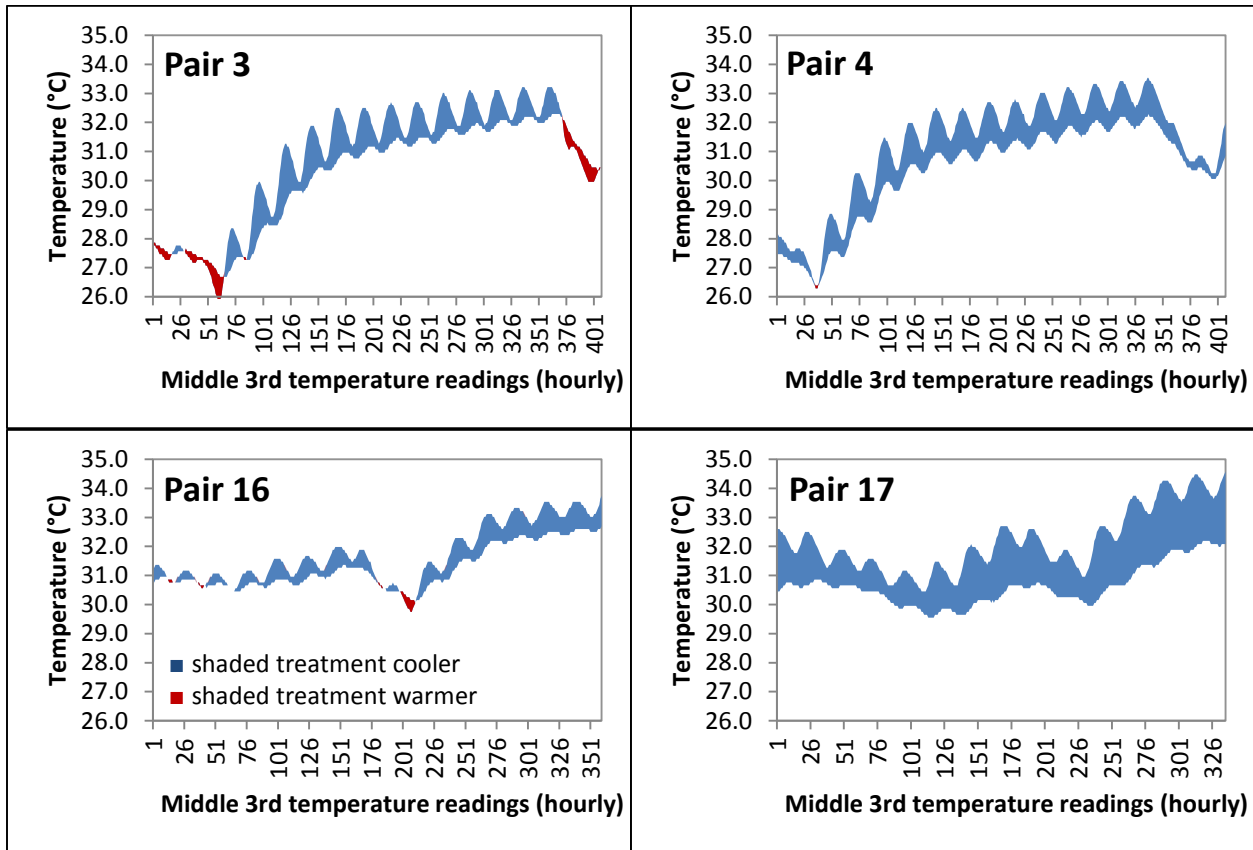 Pair 3
Temperature (°C)
35.0
34.0
33.0
32.0
31.0
30.0
29.0
28.0
27.0
26.0
1 26 51 76 101 126 151 176 201 226 251 276 301 326 351 376 401
Middle 3rd temperature readings (hourly)
Pair 4
Temperature (°C)
35.0
34.0
33.0
32.0
31.0
30.0
29.0
28.0
27.0
26.0
1 26 51 76 101 126 151 176 201 226 251 276 301 326 351 376 401
Middle 3rd temperature readings (hourly)
Pair 16
Temperature (°C)
35.0
34.0
33.0
32.0
31.0
30.0
29.0
28.0
27.0
26.0
shaded treatment cooler
shaded treatment warmer
1 26 51 76 101 126 151 176 201 226 251 276 301 326 351
Middle 3rd temperature readings (hourly)
Pair 17
Temperature (°C)
35.0
34.0
33.0
32.0
31.0
30.0
29.0
28.0
27.0
26.0
1 26 51 76 101 126 151 176 201 226 251 276 301 326
Middle 3rd temperature readings (hourly)